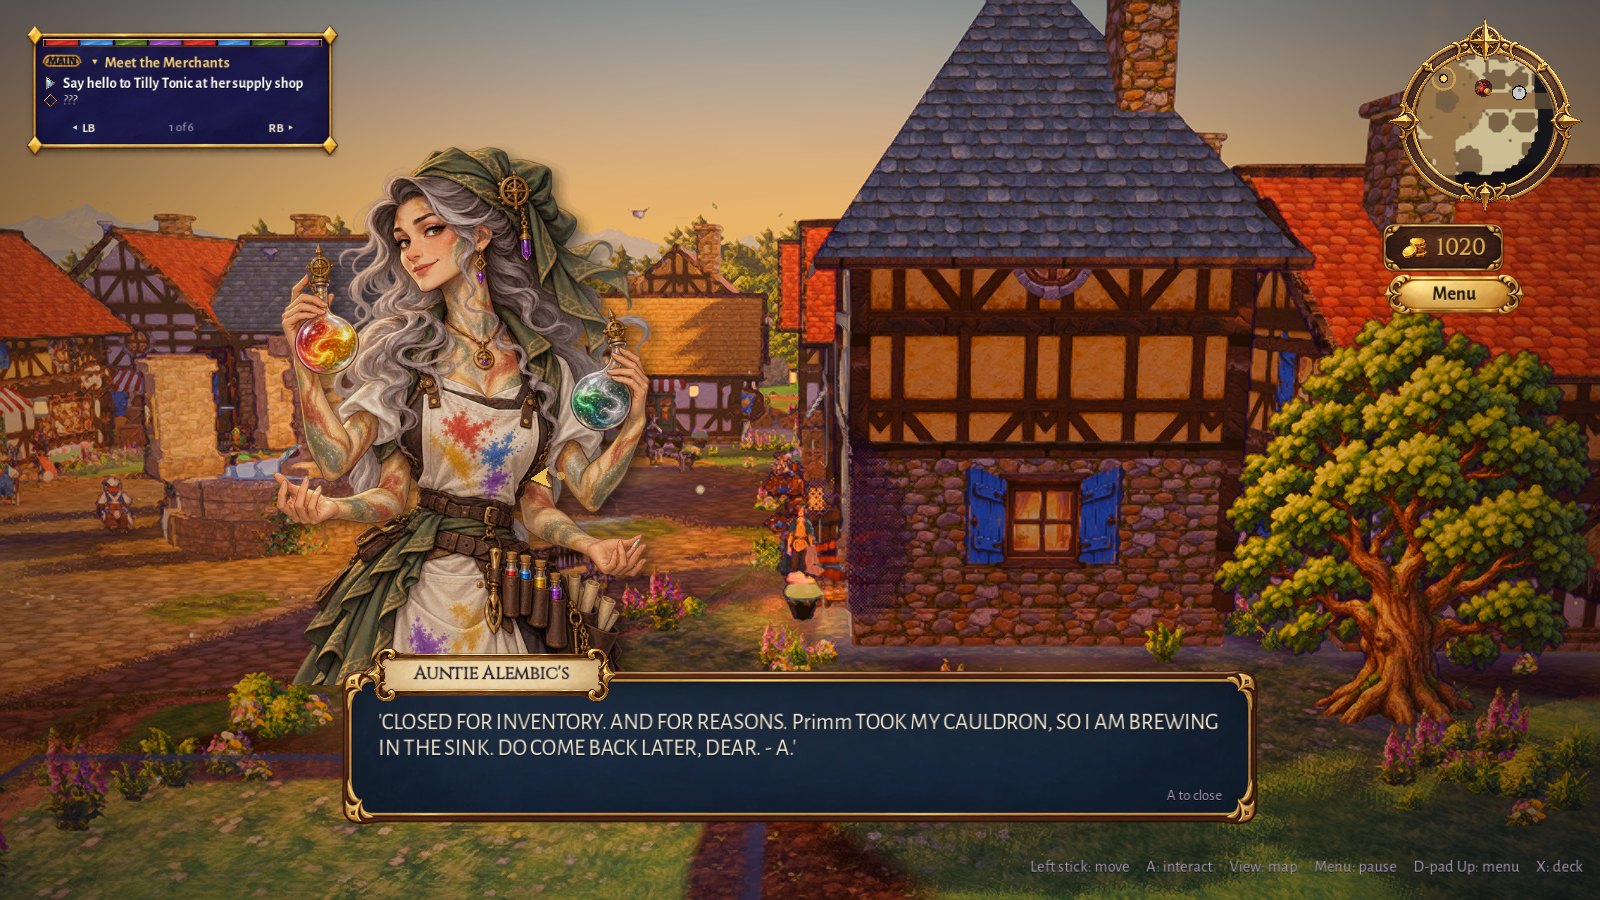 MAIN ▾ Meet the Merchants
Say hello to Tilly Tonic at her supply shop
???
◂ LB 1 of 6 RB ▸
1020
Menu
AUNTIE ALEMBIC'S
'CLOSED FOR INVENTORY. AND FOR REASONS. Primm TOOK MY CAULDRON, SO I AM BREWING
IN THE SINK. DO COME BACK LATER, DEAR. - A.'
A to close
Left stick: move A: interact View: map Menu: pause D-pad Up: menu X: deck